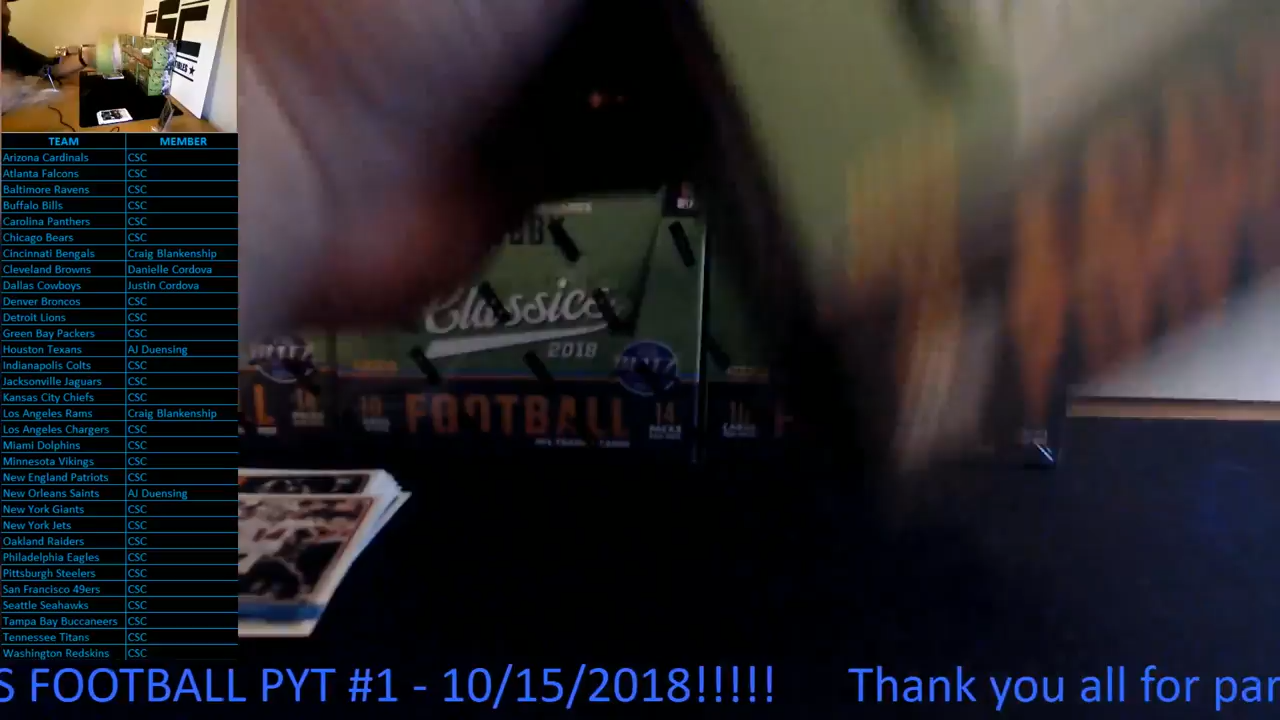 TEAM MEMBER
Arizona Cardinals CSC
Atlanta Falcons CSC
Baltimore Ravens CSC
Buffalo Bills CSC
Carolina Panthers CSC
Chicago Bears CSC
Cincinnati Bengals Craig Blankenship
Cleveland Browns Danielle Cordova
Dallas Cowboys Justin Cordova
Denver Broncos CSC
Detroit Lions CSC
Green Bay Packers CSC
Houston Texans AJ Duensing
Indianapolis Colts CSC
Jacksonville Jaguars CSC
Kansas City Chiefs CSC
Los Angeles Rams Craig Blankenship
Los Angeles Chargers CSC
Miami Dolphins CSC
Minnesota Vikings CSC
New England Patriots CSC
New Orleans Saints AJ Duensing
New York Giants CSC
New York Jets CSC
Oakland Raiders CSC
Philadelphia Eagles CSC
Pittsburgh Steelers CSC
San Francisco 49ers CSC
Seattle Seahawks CSC
Tampa Bay Buccaneers CSC
Tennessee Titans CSC
Washington Redskins CSC
Classics
2018
FOOTBALL
14
S FOOTBALL PYT #1 - 10/15/2018!!!!! Thank you all for par